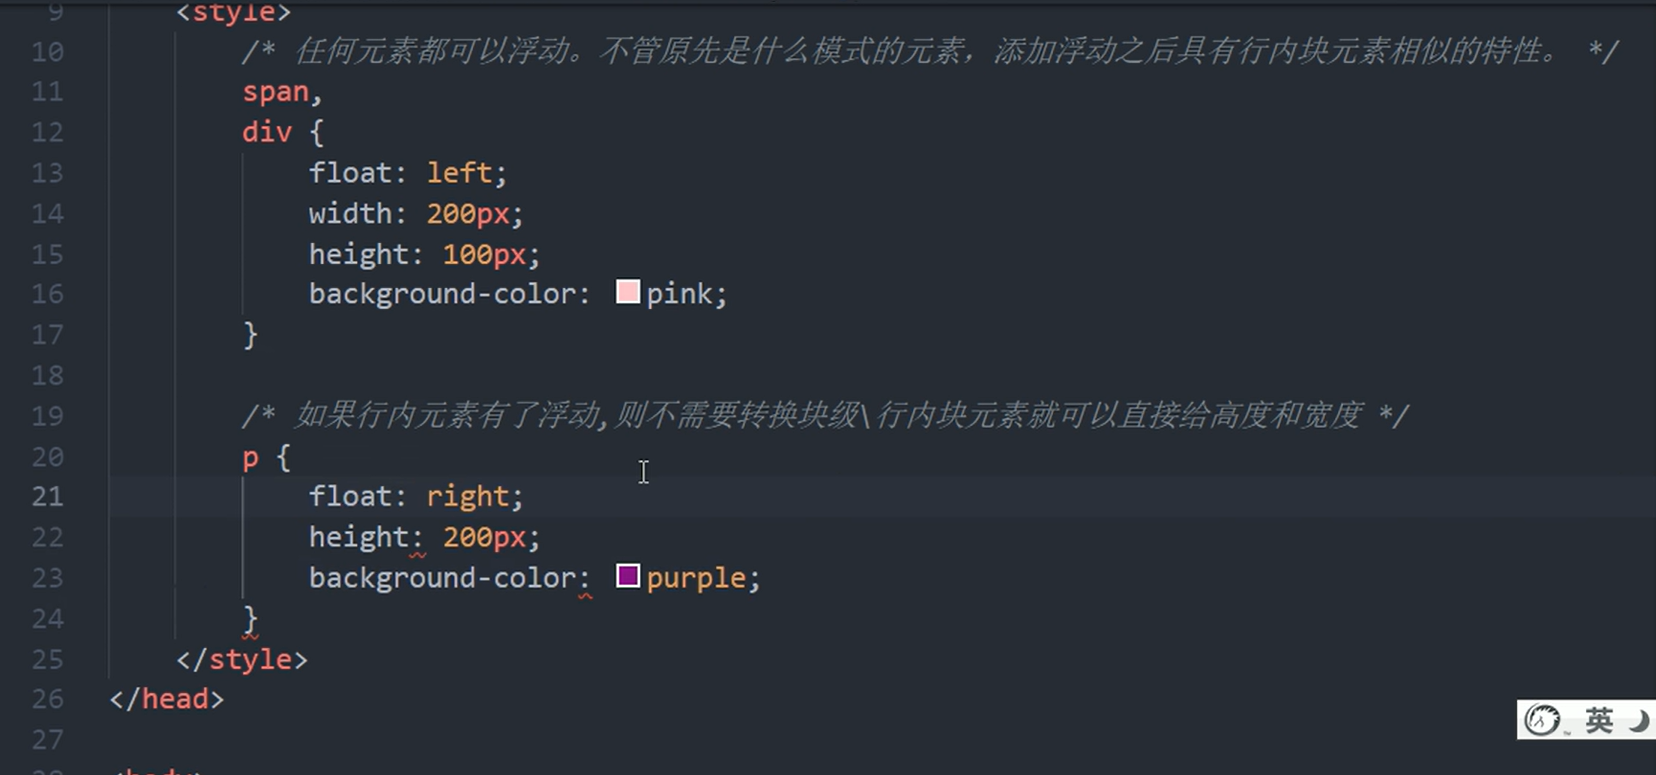 9 <style>
10 /* 任何元素都可以浮动。不管原先是什么模式的元素，添加浮动之后具有行内块元素相似的特性。 */
11 span,
12 div {
13 float: left;
14 width: 200px;
15 height: 100px;
16 background-color: pink;
17 }
18
19 /* 如果行内元素有了浮动,则不需要转换块级\行内块元素就可以直接给高度和宽度 */
20 p {
21 float: right;
22 height: 200px;
23 background-color: purple;
24 }
25 </style>
26 </head>
27
28 <body>
英